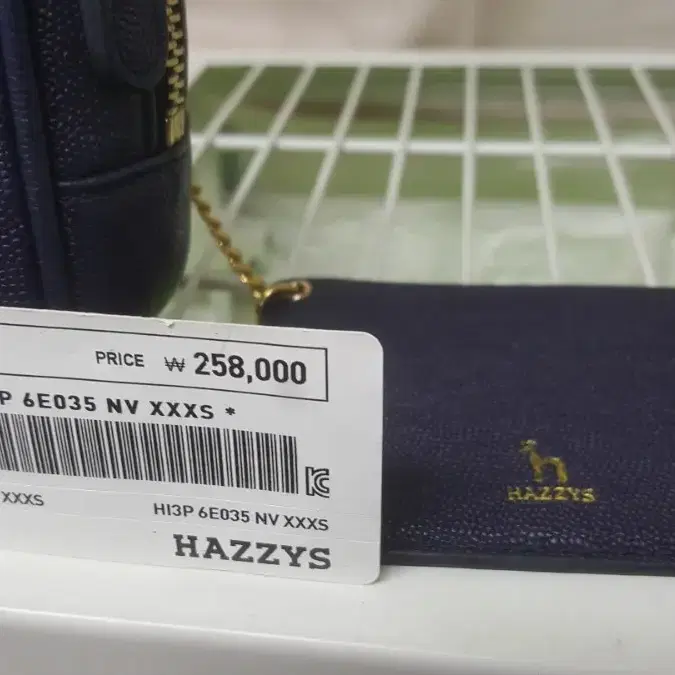 PRICE ₩ 258,000
P 6E035 NV XXXS *
XXXS
HI3P 6E035 NV XXXS
HAZZYS
HAZZYS